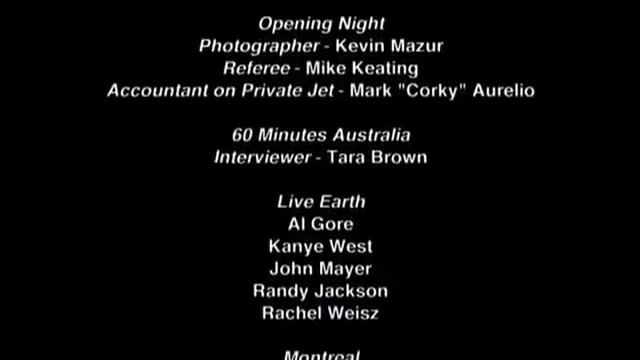 Opening Night
Photographer - Kevin Mazur
Referee - Mike Keating
Accountant on Private Jet - Mark "Corky" Aurelio
60 Minutes Australia
Interviewer - Tara Brown
Live Earth
Al Gore
Kanye West
John Mayer
Randy Jackson
Rachel Weisz
Montreal